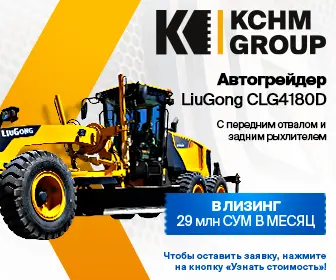 KCHM
GROUP
Автогрейдер
LiuGong CLG4180D
С передним отвалом и
задним рыхлителем
LIUGONG
В ЛИЗИНГ
29 млн СУМ В МЕСЯЦ
Чтобы оставить заявку, нажмите
на кнопку «Узнать стоимость»!